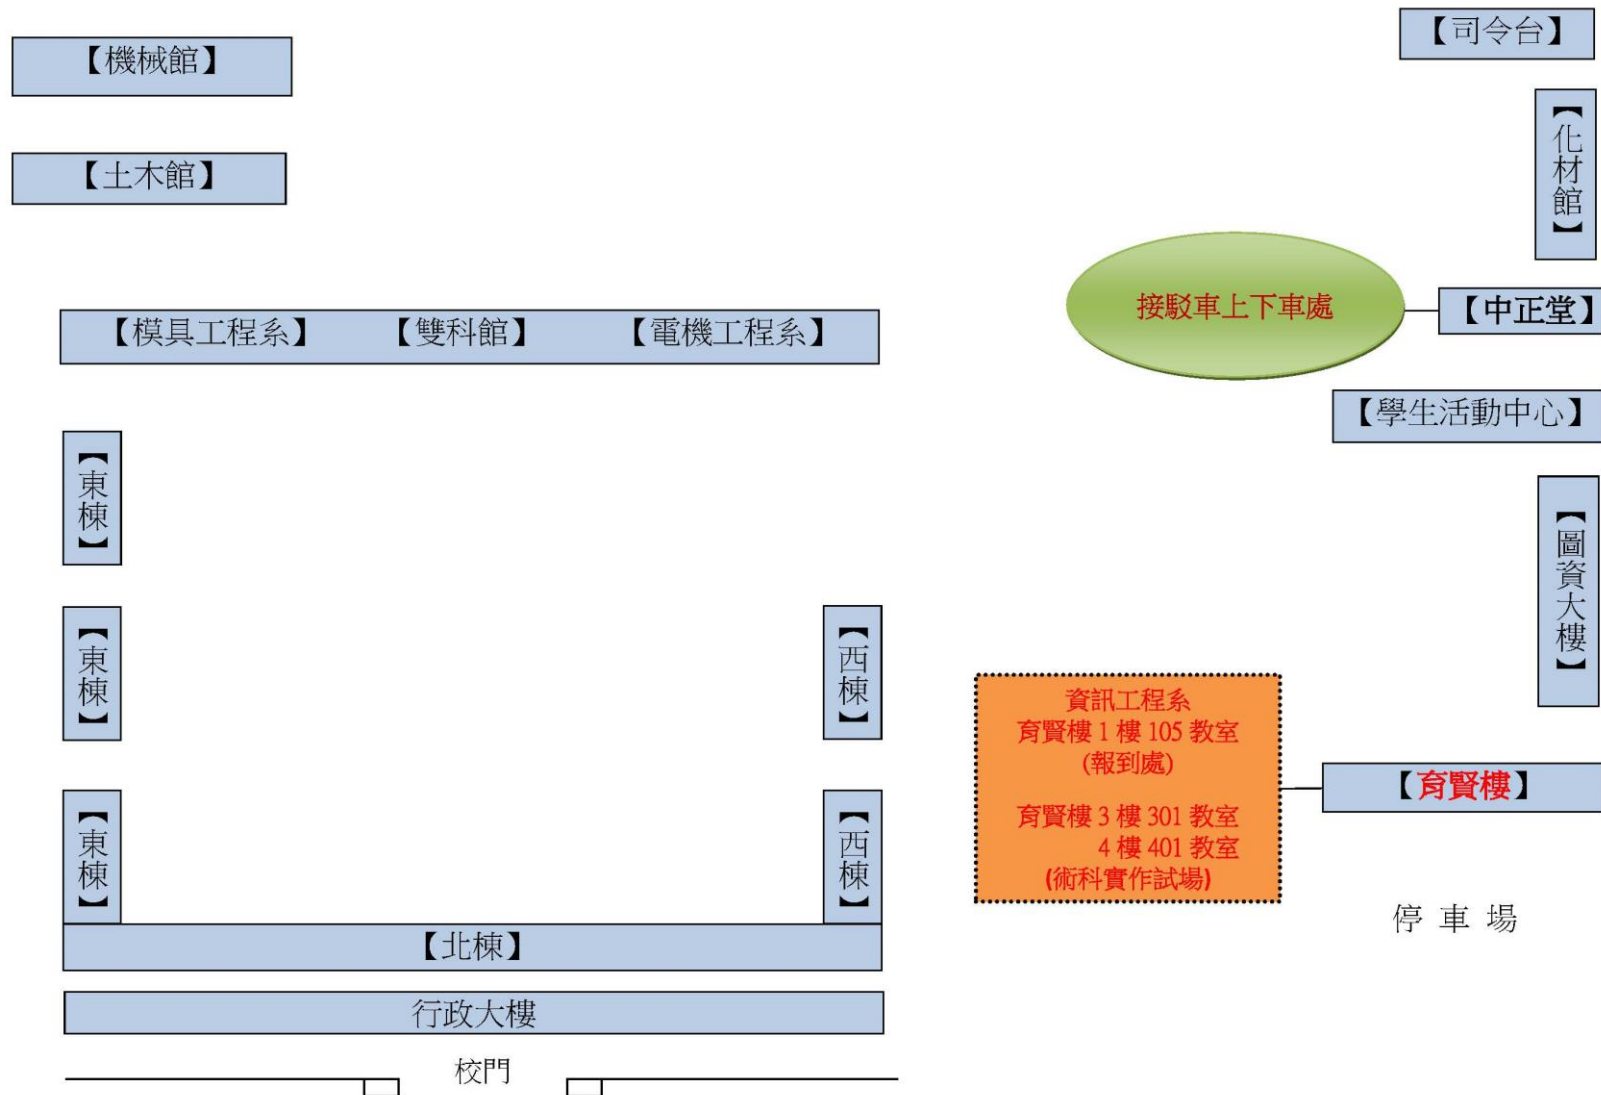 【司令台】
【機械館】
【化材館】
【土木館】
接駁車上下車處
【中正堂】
【模具工程系】 【雙科館】 【電機工程系】
【學生活動中心】
【東棟】
【圖資大樓】
【東棟】
【西棟】
資訊工程系
育賢樓 1 樓 105 教室
(報到處)
育賢樓 3 樓 301 教室
4 樓 401 教室
(術科實作試場)
【育賢樓】
【東棟】
【西棟】
停 車 場
【北棟】
行政大樓
校門